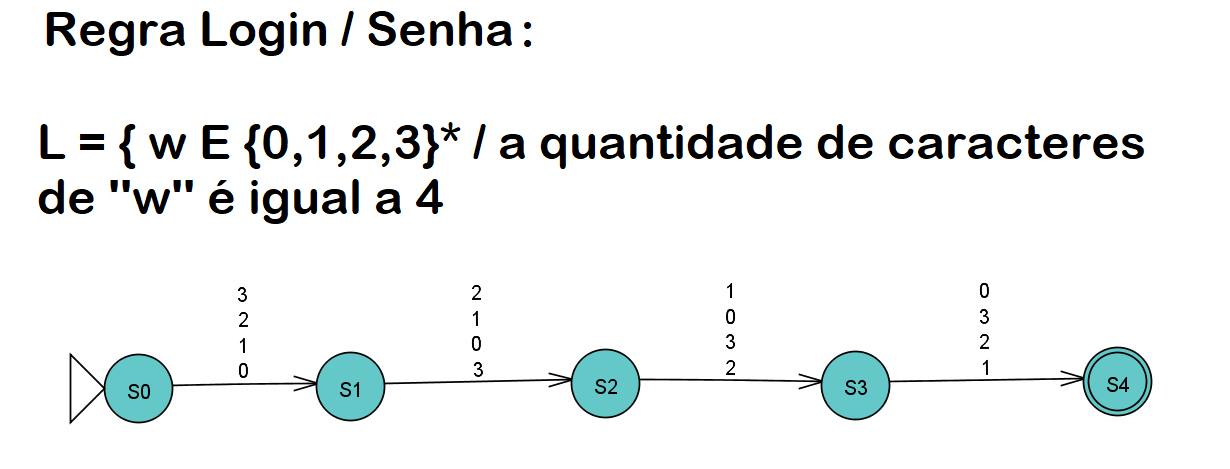 Regra Login / Senha:
L = { w E {0,1,2,3}* / a quantidade de caracteres
de "w" é igual a 4
3
2
1
0
2
1
0
3
1
0
3
2
0
3
2
1
S0
S1
S2
S3
S4